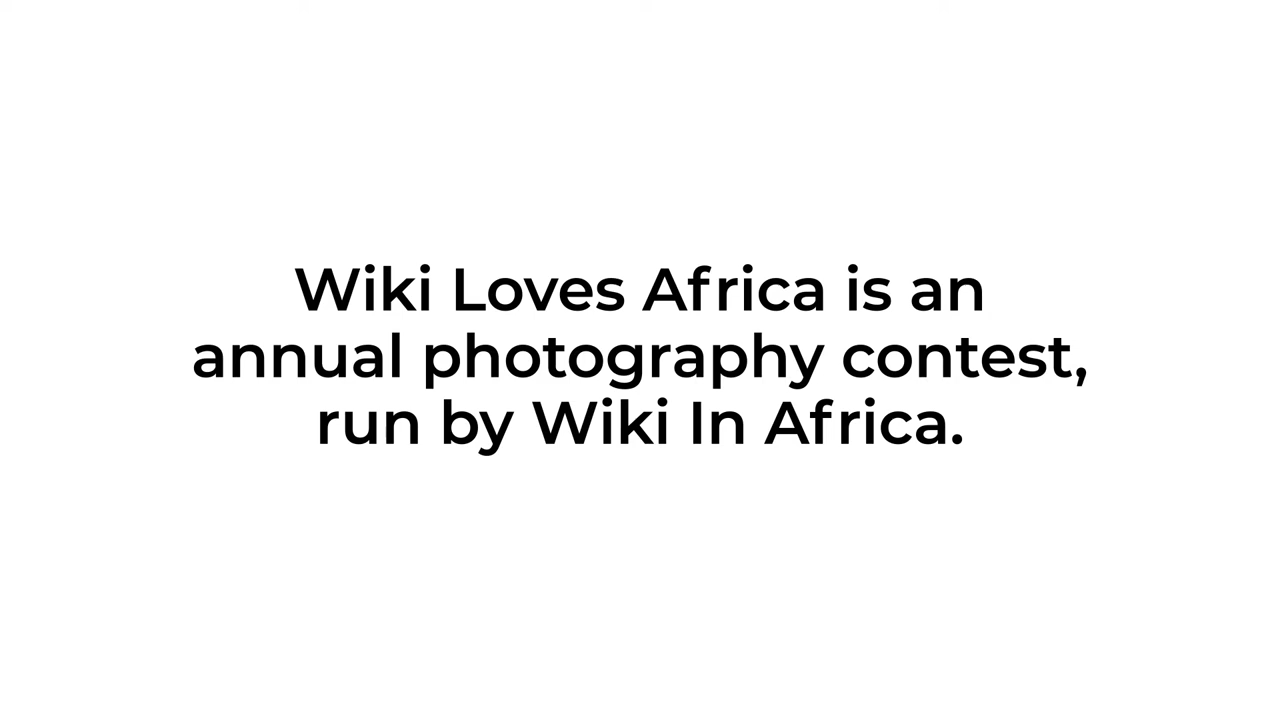 Wiki Loves Africa is an
annual photography contest,
run by Wiki In Africa.